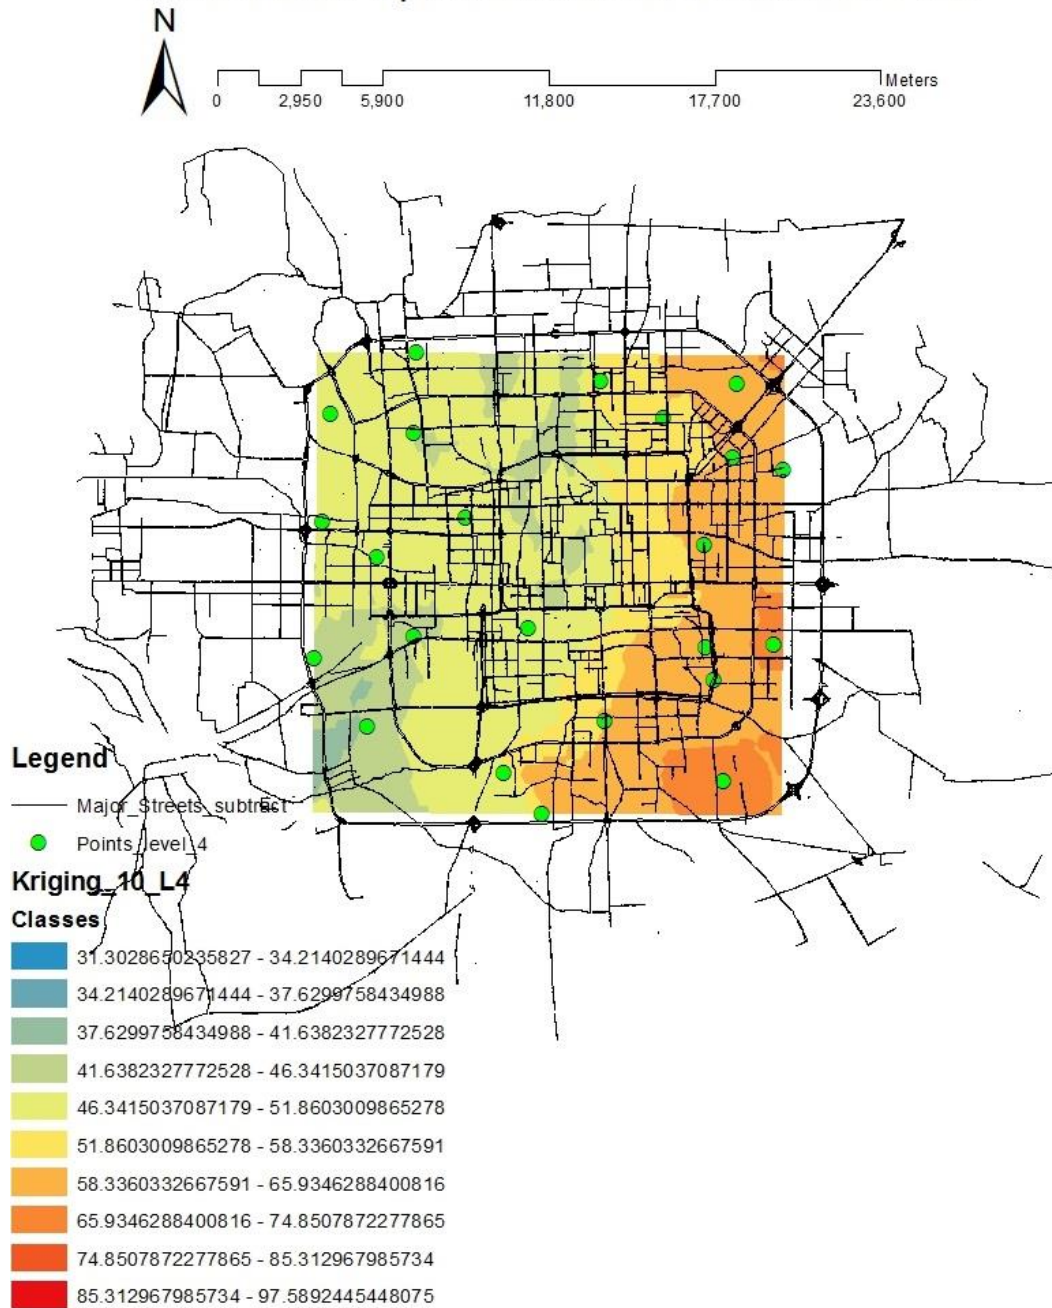 N
Meters
0 2,950 5,900 11,800 17,700 23,600
Legend
Major_Streets_subtract
Points_level_4
Kriging_10_L4
Classes
31.3028650235827 - 34.2140289671444
34.2140289671444 - 37.6299758434988
37.6299758434988 - 41.6382327772528
41.6382327772528 - 46.3415037087179
46.3415037087179 - 51.8603009865278
51.8603009865278 - 58.3360332667591
58.3360332667591 - 65.9346288400816
65.9346288400816 - 74.8507872277865
74.8507872277865 - 85.312967985734
85.312967985734 - 97.5892445448075